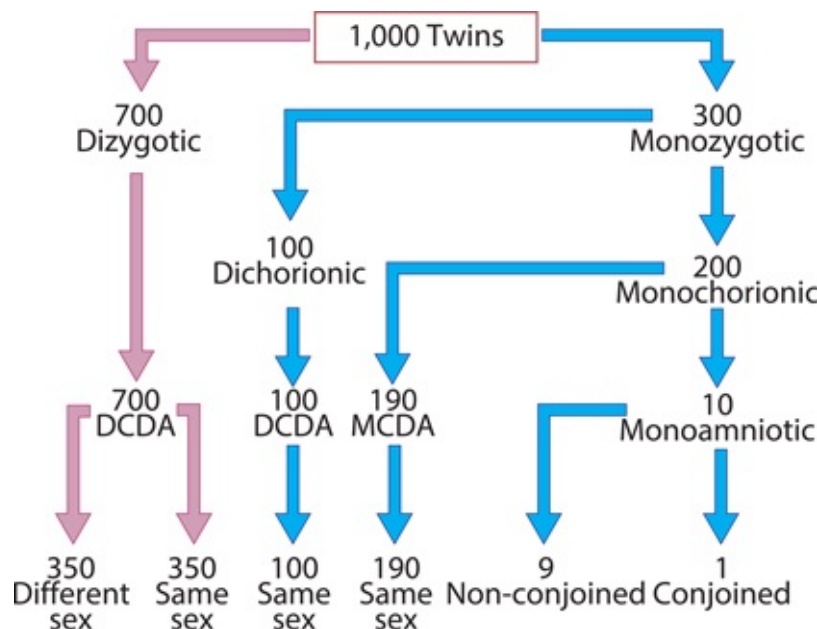 1,000 Twins
700
Dizygotic
300
Monozygotic
100
Dichorionic
200
Monochorionic
700
DCDA
100
DCDA
190
MCDA
10
Monoamniotic
350
Different
sex
350
Same
sex
100
Same
sex
190
Same
sex
9
Non-conjoined
1
Conjoined